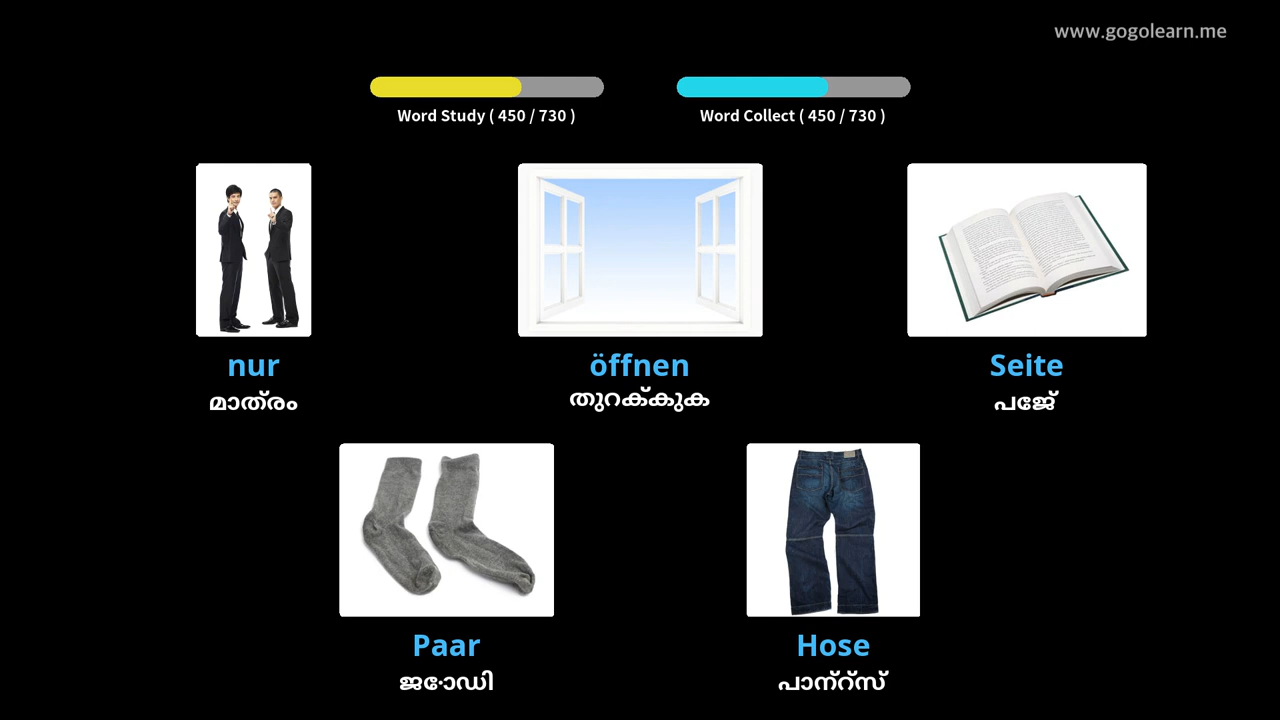 www.gogolearn.me
Word Study ( 450 / 730 )
Word Collect ( 450 / 730 )
nur
മാത്രം
öffnen
തുറക്കുക
Seite
പജേ്
Paar
ജോഡി
Hose
പാന്റ്സ്